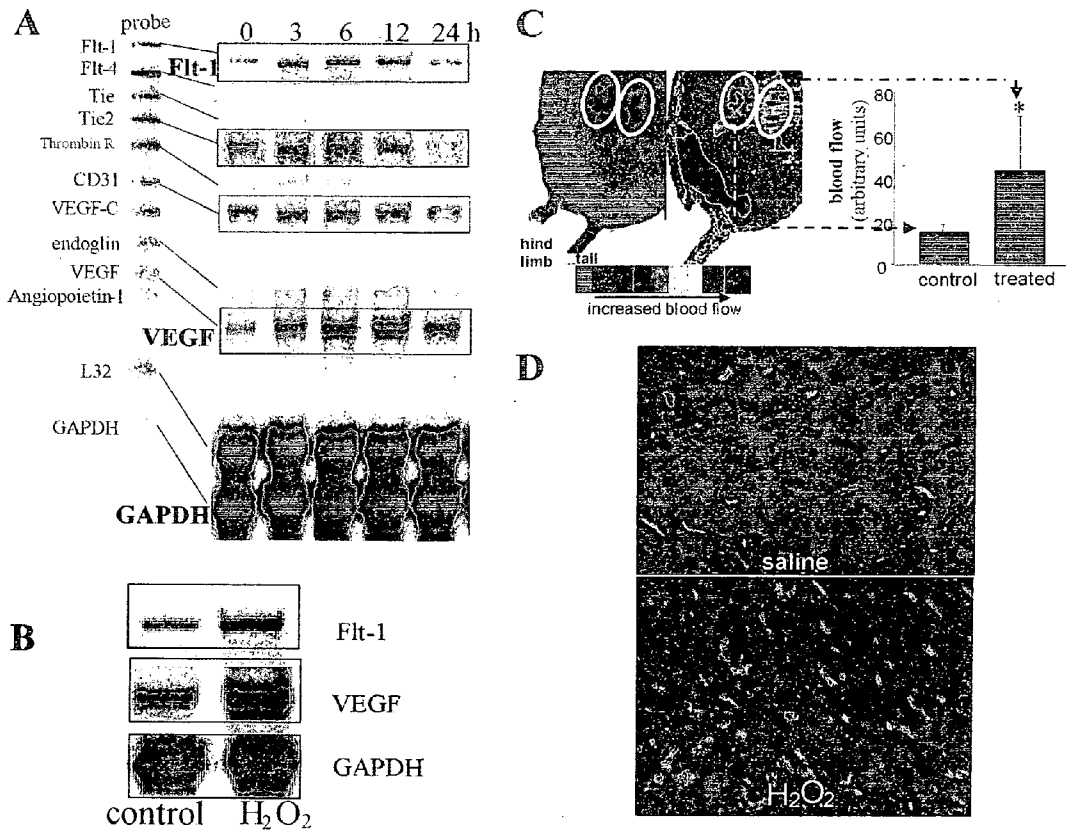 A
probe
0 3 6 12 24 h
Flt-1
Flt-4
Flt-1
Tie
Tie2
Thrombin R
CD31
VEGF-C
endoglin
VEGF
Angiopoietin-1
VEGF
L32
GAPDH
GAPDH
B
Flt-1
VEGF
GAPDH
control H₂O₂
C
hind
limb
tail
increased blood flow
blood flow
(arbitrary units)
80
60
40
20
0
*
control treated
D
saline
H₂O₂